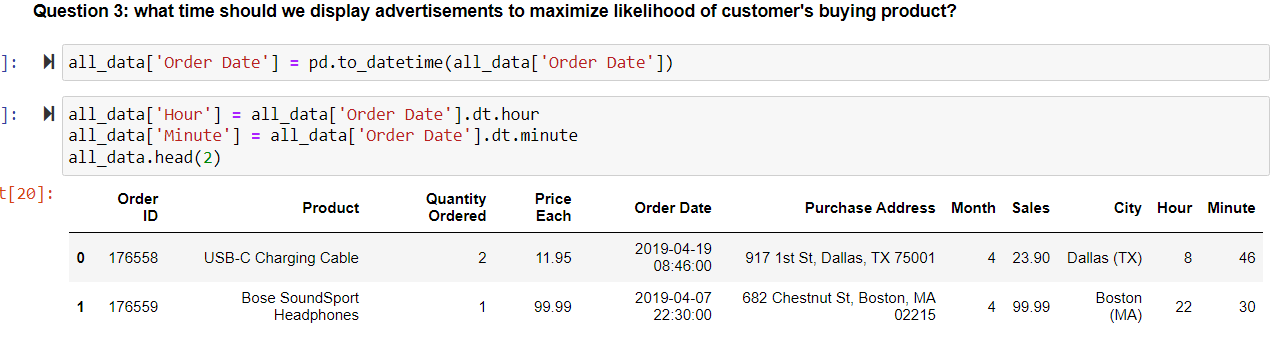 Question 3: what time should we display advertisements to maximize likelihood of customer's buying product?
]: all_data['Order Date'] = pd.to_datetime(all_data['Order Date'])
]: all_data['Hour'] = all_data['Order Date'].dt.hour
all_data['Minute'] = all_data['Order Date'].dt.minute
all_data.head(2)
t[20]:
Order ID Product Quantity Ordered Price Each Order Date Purchase Address Month Sales City Hour Minute
0 176558 USB-C Charging Cable 2 11.95 2019-04-19 08:46:00 917 1st St, Dallas, TX 75001 4 23.90 Dallas (TX) 8 46
1 176559 Bose SoundSport Headphones 1 99.99 2019-04-07 22:30:00 682 Chestnut St, Boston, MA 02215 4 99.99 Boston (MA) 22 30